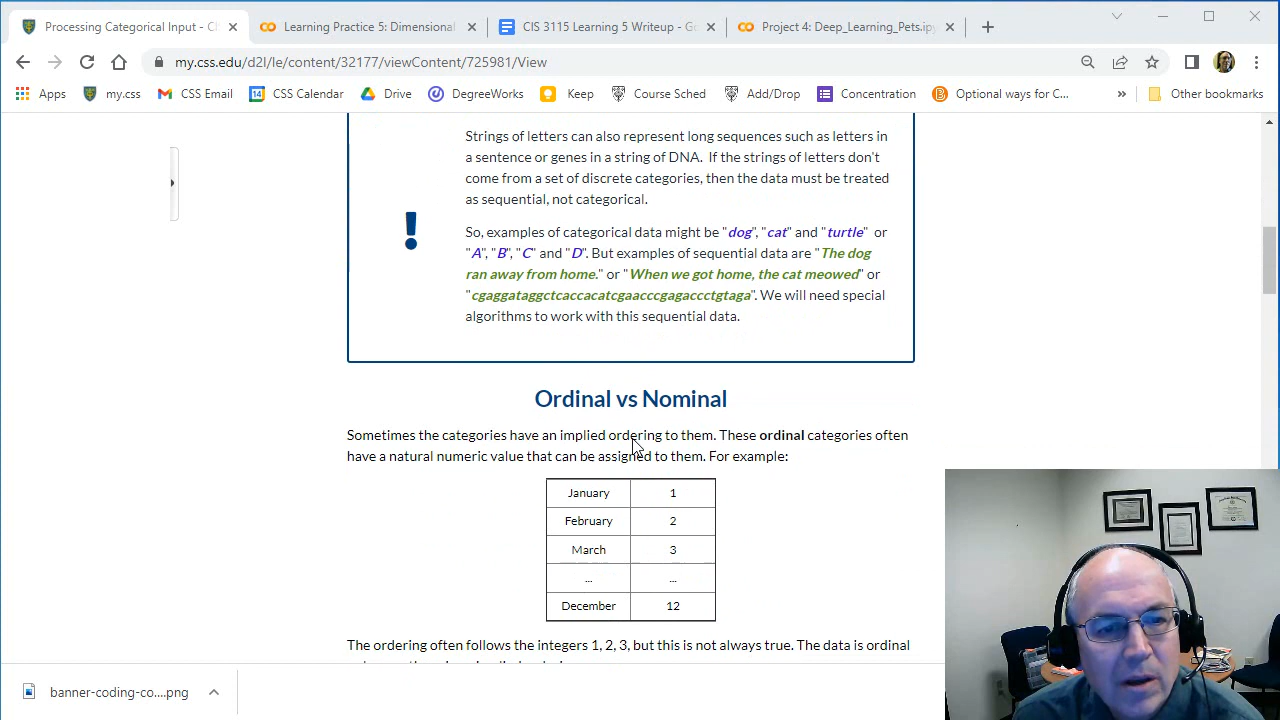 Processing Categorical Input - C
Learning Practice 5: Dimensional
CIS 3115 Learning 5 Writeup - Go
Project 4: Deep_Learning_Pets.ipy
my.css.edu/d2l/le/content/32177/viewContent/725981/View
Apps
my.css
CSS Email
14
CSS Calendar
Drive
DegreeWorks
Keep
Course Sched
Add/Drop
Concentration
Optional ways for C...
»
Other bookmarks
Strings of letters can also represent long sequences such as letters in
a sentence or genes in a string of DNA. If the strings of letters don't
come from a set of discrete categories, then the data must be treated
as sequential, not categorical.
!
So, examples of categorical data might be "dog", "cat" and "turtle" or
"A", "B", "C" and "D". But examples of sequential data are "The dog
ran away from home." or "When we got home, the cat meowed" or
"cgaggataggctcaccacatcgaacccgagaccctgtaga". We will need special
algorithms to work with this sequential data.
Ordinal vs Nominal
Sometimes the categories have an implied ordering to them. These ordinal categories often
have a natural numeric value that can be assigned to them. For example:
January 1
February 2
March 3
... ...
December 12
The ordering often follows the integers 1, 2, 3, but this is not always true. The data is ordinal
banner-coding-co....png